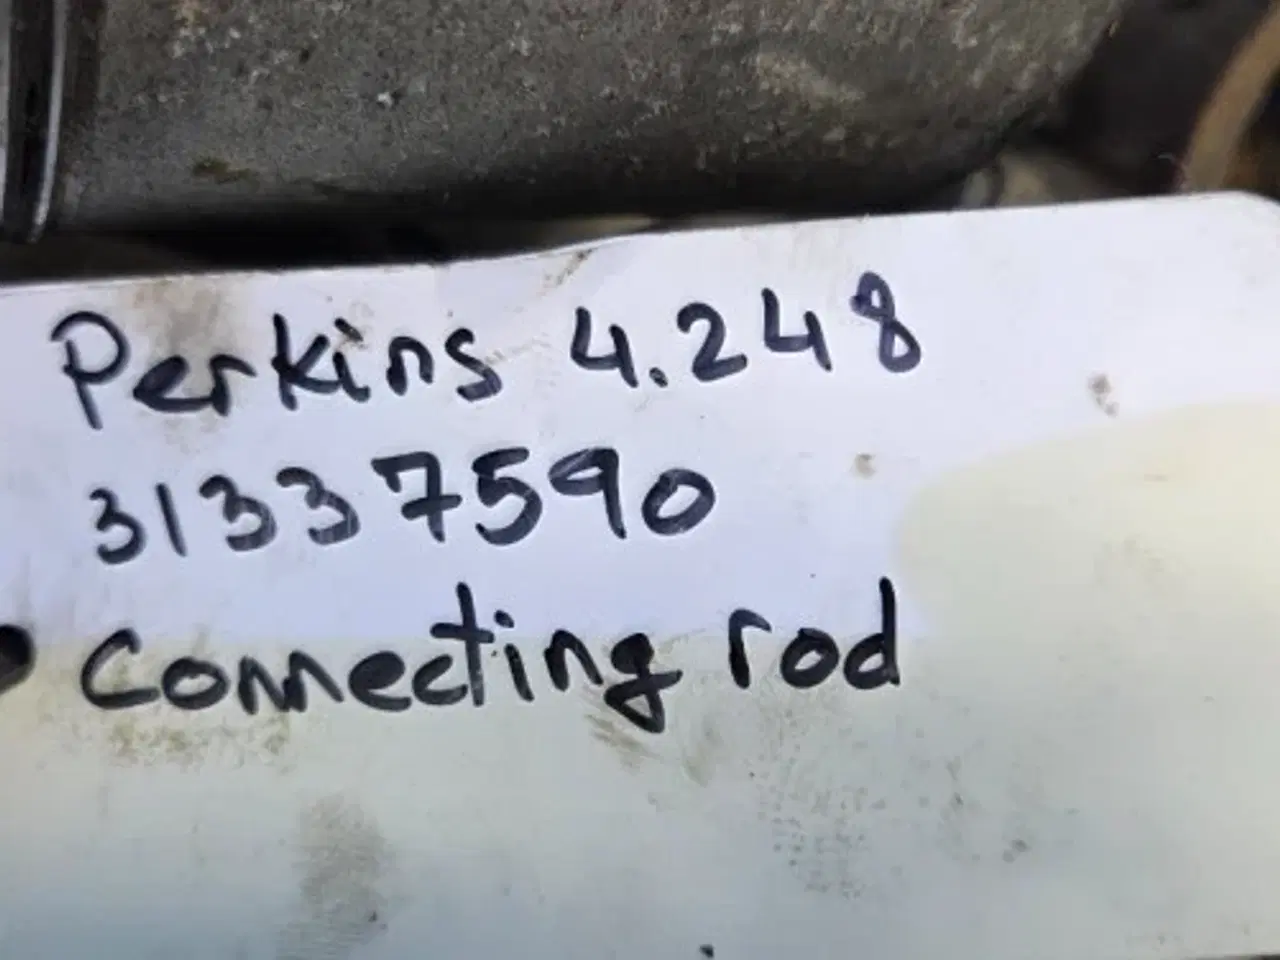 Perkins 4.248
31337590
Connecting rod